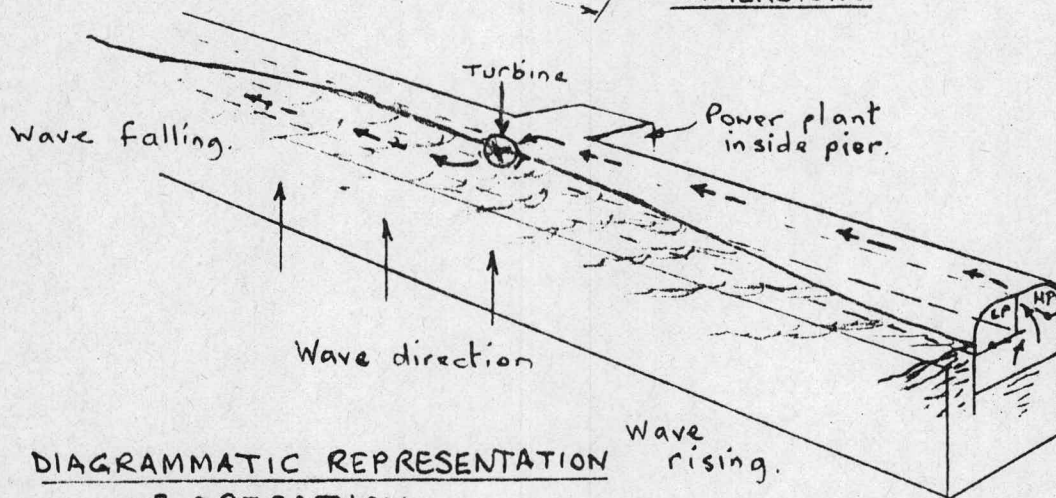 Turbine
Power plant
inside pier.
Wave falling.
LP
HP
Wave direction
Wave
rising.
DIAGRAMMATIC REPRESENTATION